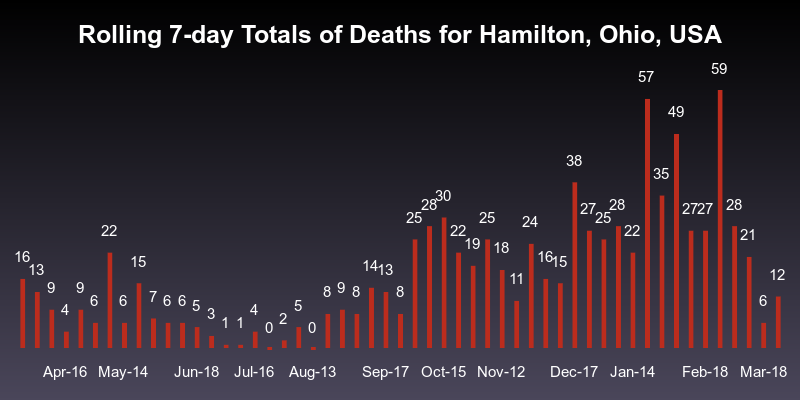 Rolling 7-day Totals of Deaths for Hamilton, Ohio, USA
16 13 9 4 9 6 22 6 15 7 6 6 5 3 1 1 4 0 2 5 0 8 9 8 14 13 8 25 28 30 22 19 25 18 11 24 16 15 38 27 25 28 22 57 35 49 27 27 59 28 21 6 12
Apr-16 May-14 Jun-18 Jul-16 Aug-13 Sep-17 Oct-15 Nov-12 Dec-17 Jan-14 Feb-18 Mar-18